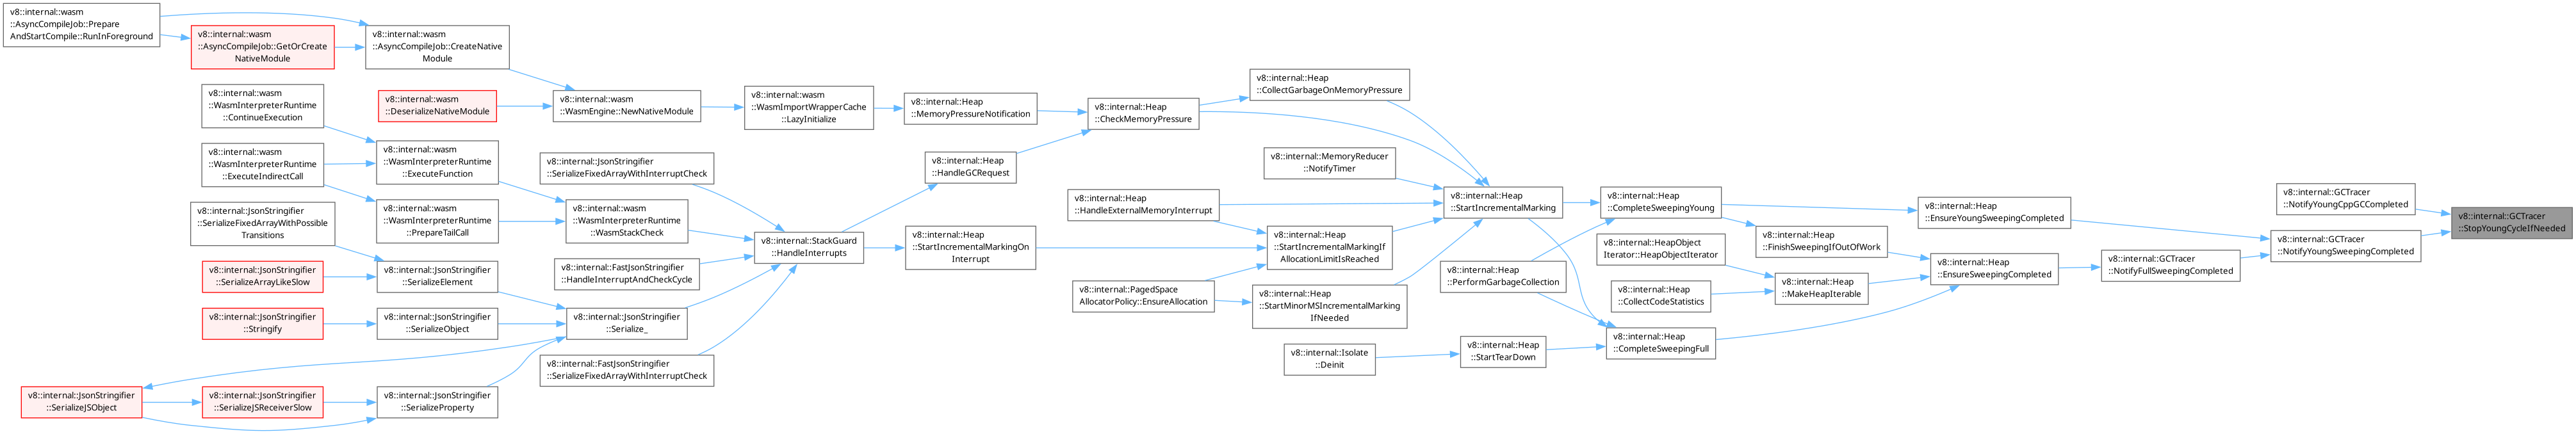 v8::internal::wasm
::AsyncCompileJob::Prepare
AndStartCompile::RunInForeground
v8::internal::wasm
::AsyncCompileJob::GetOrCreate
NativeModule
v8::internal::wasm
::AsyncCompileJob::CreateNative
Module
v8::internal::wasm
::WasmInterpreterRuntime
::ContinueExecution
v8::internal::wasm
::DeserializeNativeModule
v8::internal::wasm
::WasmEngine::NewNativeModule
v8::internal::wasm
::WasmImportWrapperCache
::LazyInitialize
v8::internal::Heap
::MemoryPressureNotification
v8::internal::Heap
::CheckMemoryPressure
v8::internal::Heap
::CollectGarbageOnMemoryPressure
v8::internal::wasm
::WasmInterpreterRuntime
::ExecuteIndirectCall
v8::internal::wasm
::WasmInterpreterRuntime
::ExecuteFunction
v8::internal::JsonStringifier
::SerializeFixedArrayWithInterruptCheck
v8::internal::Heap
::HandleGCRequest
v8::internal::MemoryReducer
::NotifyTimer
v8::internal::JsonStringifier
::SerializeFixedArrayWithPossible
Transitions
v8::internal::wasm
::WasmInterpreterRuntime
::PrepareTailCall
v8::internal::wasm
::WasmInterpreterRuntime
::WasmStackCheck
v8::internal::StackGuard
::HandleInterrupts
v8::internal::Heap
::StartIncrementalMarkingOn
Interrupt
v8::internal::Heap
::HandleExternalMemoryInterrupt
v8::internal::Heap
::StartIncrementalMarkingIf
AllocationLimitIsReached
v8::internal::Heap
::StartIncrementalMarking
v8::internal::Heap
::CompleteSweepingYoung
v8::internal::Heap
::EnsureYoungSweepingCompleted
v8::internal::GCTracer
::NotifyYoungCppGCCompleted
v8::internal::GCTracer
::StopYoungCycleIfNeeded
v8::internal::HeapObject
Iterator::HeapObjectIterator
v8::internal::Heap
::FinishSweepingIfOutOfWork
v8::internal::GCTracer
::NotifyYoungSweepingCompleted
v8::internal::JsonStringifier
::SerializeArrayLikeSlow
v8::internal::JsonStringifier
::SerializeElement
v8::internal::FastJsonStringifier
::HandleInterruptAndCheckCycle
v8::internal::PagedSpace
AllocatorPolicy::EnsureAllocation
v8::internal::Heap
::StartMinorMSIncrementalMarking
IfNeeded
v8::internal::Heap
::PerformGarbageCollection
v8::internal::Heap
::CollectCodeStatistics
v8::internal::Heap
::MakeHeapIterable
v8::internal::Heap
::EnsureSweepingCompleted
v8::internal::GCTracer
::NotifyFullSweepingCompleted
v8::internal::JsonStringifier
::Stringify
v8::internal::JsonStringifier
::SerializeObject
v8::internal::JsonStringifier
::Serialize_
v8::internal::Isolate
::Deinit
v8::internal::Heap
::StartTearDown
v8::internal::Heap
::CompleteSweepingFull
v8::internal::FastJsonStringifier
::SerializeFixedArrayWithInterruptCheck
v8::internal::JsonStringifier
::SerializeJSObject
v8::internal::JsonStringifier
::SerializeJSReceiverSlow
v8::internal::JsonStringifier
::SerializeProperty